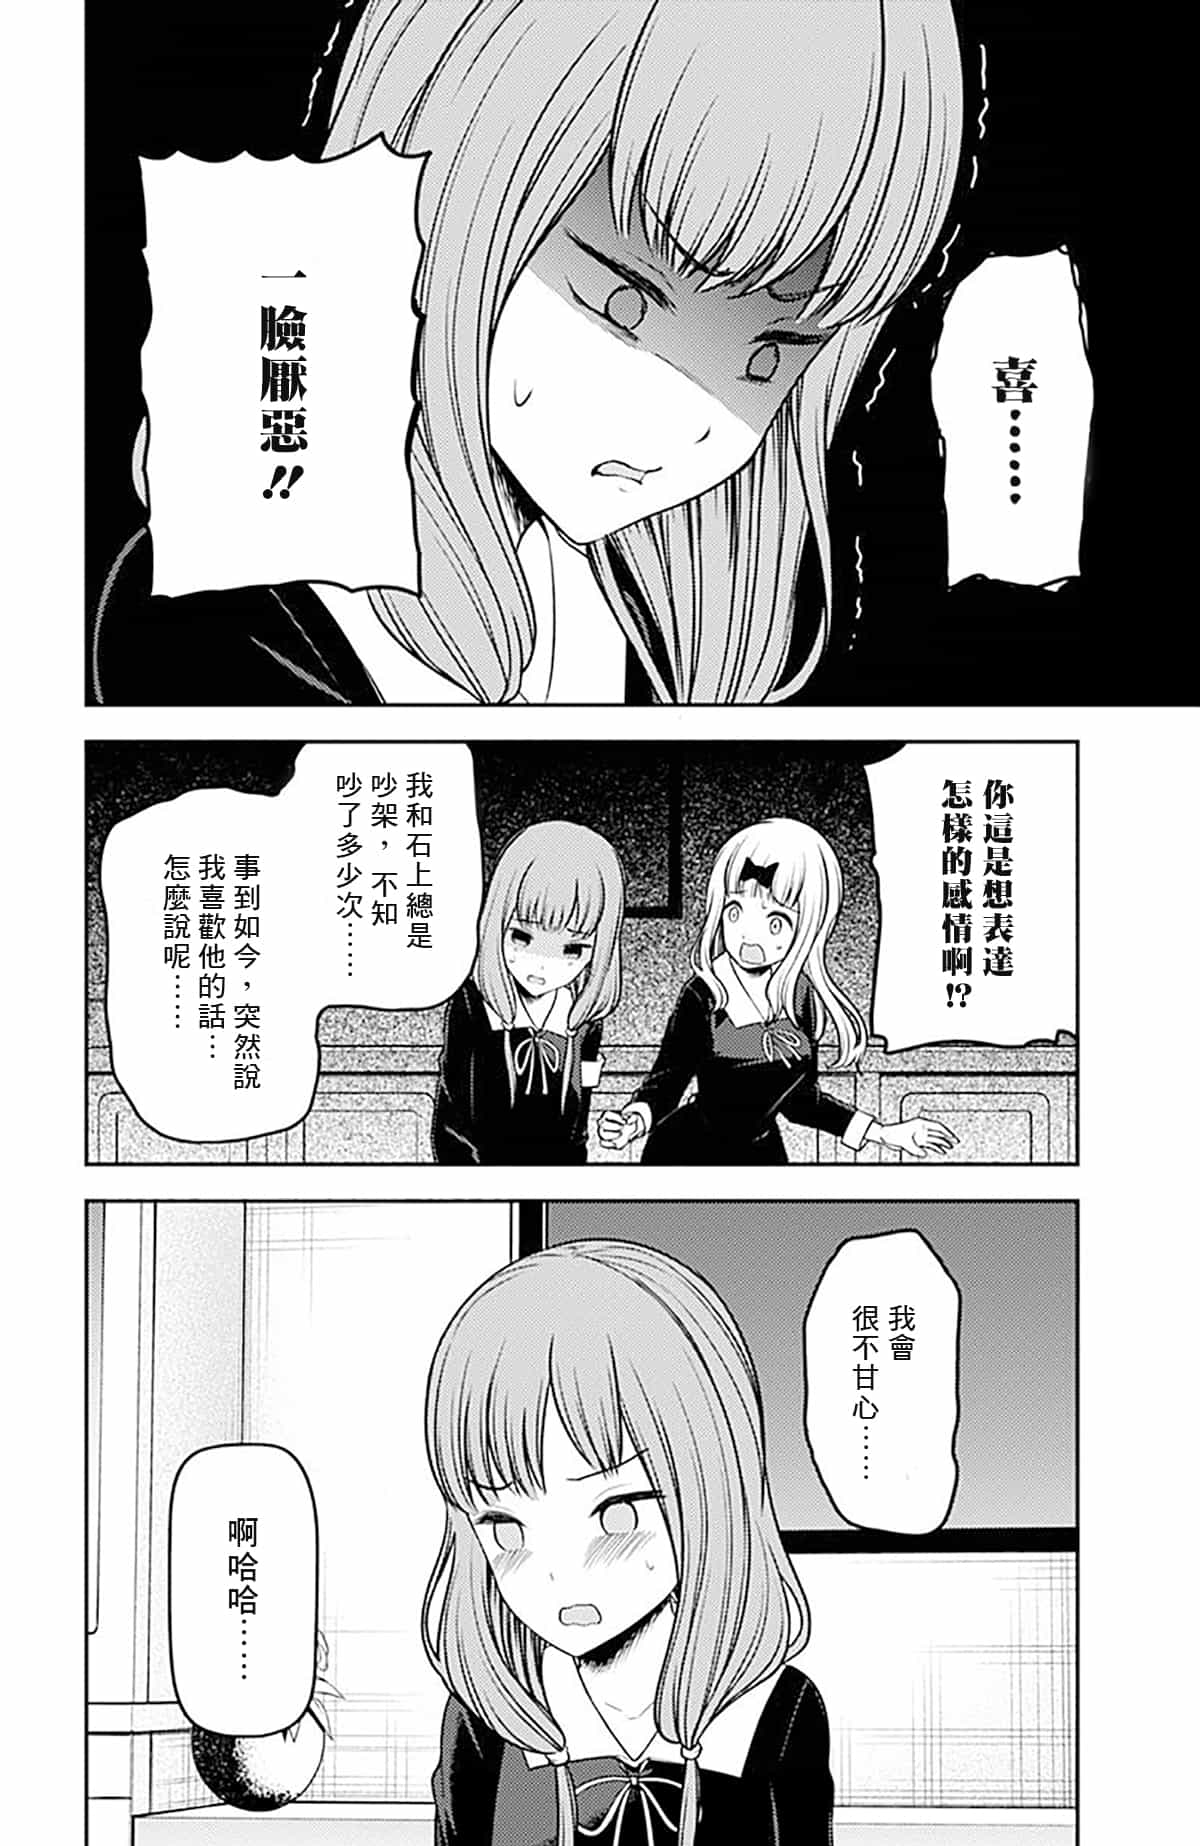 喜⋯⋯
一臉厭惡!!
你這是想表達
怎樣的感情啊!?
我和石上總是
吵架，不知
吵了多少次⋯⋯
事到如今，突然說
我喜歡他的話⋯
怎麼說呢⋯⋯
我會
很不甘心⋯⋯
啊哈哈⋯⋯